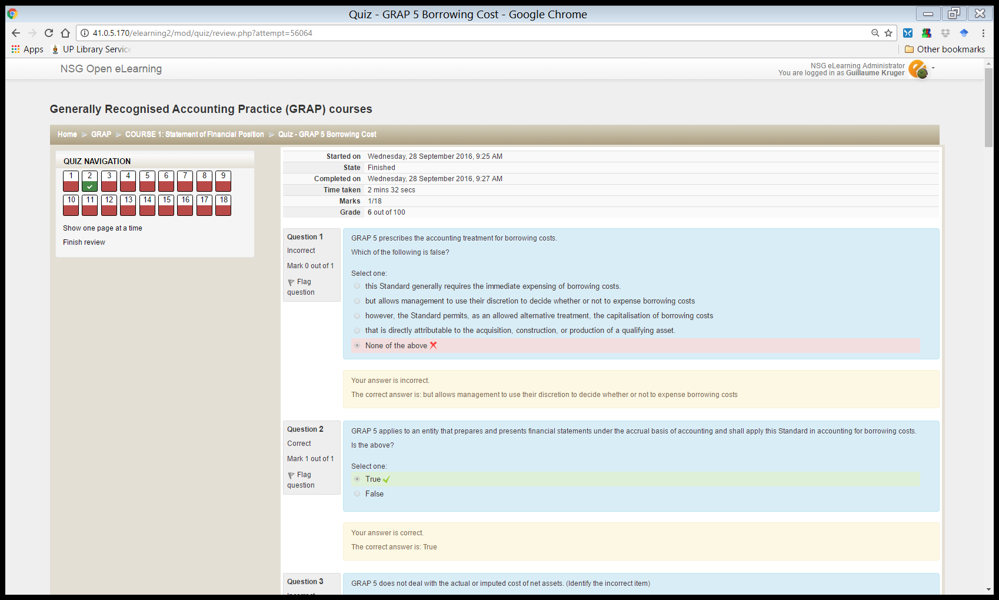 Quiz - GRAP 5 Borrowing Cost - Google Chrome
41.0.5.170/elearning2/mod/quiz/review.php?attempt=56064
Apps UP Library Service Other bookmarks
NSG Open eLearning
NSG eLearning Administrator
You are logged in as Guillaume Kruger
Generally Recognised Accounting Practice (GRAP) courses
Home GRAP COURSE 1: Statement of Financial Position Quiz - GRAP 5 Borrowing Cost
QUIZ NAVIGATION
1 2 3 4 5 6 7 8 9
10 11 12 13 14 15 16 17 18
Show one page at a time
Finish review
Started on Wednesday, 28 September 2016, 9:25 AM
State Finished
Completed on Wednesday, 28 September 2016, 9:27 AM
Time taken 2 mins 32 secs
Marks 1/18
Grade 6 out of 100
Question 1
Incorrect
Mark 0 out of 1
Flag
question
GRAP 5 prescribes the accounting treatment for borrowing costs.
Which of the following is false?
Select one:
this Standard generally requires the immediate expensing of borrowing costs.
but allows management to use their discretion to decide whether or not to expense borrowing costs
however, the Standard permits, as an allowed alternative treatment, the capitalisation of borrowing costs
that is directly attributable to the acquisition, construction, or production of a qualifying asset.
None of the above
Your answer is incorrect.
The correct answer is: but allows management to use their discretion to decide whether or not to expense borrowing costs
Question 2
Correct
Mark 1 out of 1
Flag
question
GRAP 5 applies to an entity that prepares and presents financial statements under the accrual basis of accounting and shall apply this Standard in accounting for borrowing costs.
Is the above?
Select one:
True
False
Your answer is correct.
The correct answer is: True
Question 3
Incorrect
GRAP 5 does not deal with the actual or imputed cost of net assets. (Identify the incorrect item)